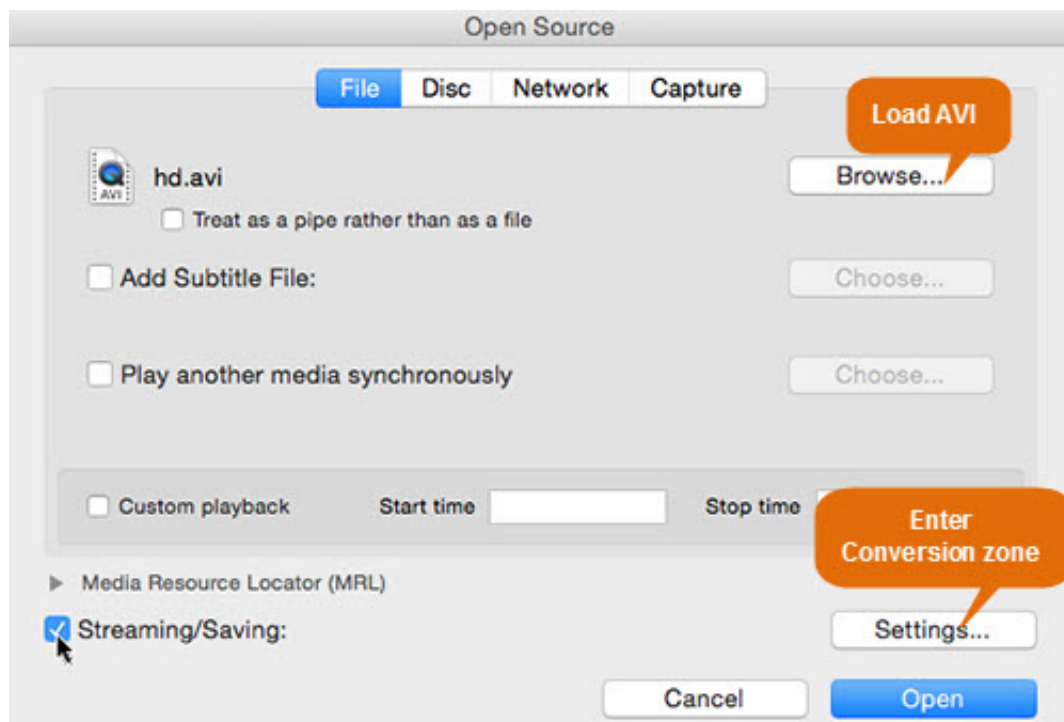 Open Source
File Disc Network Capture
Load AVI
AVI
hd.avi
Browse...
Treat as a pipe rather than as a file
Add Subtitle File:
Choose...
Play another media synchronously
Choose...
Custom playback Start time Stop time
Enter
Conversion zone
Media Resource Locator (MRL)
Streaming/Saving:
Settings...
Cancel Open